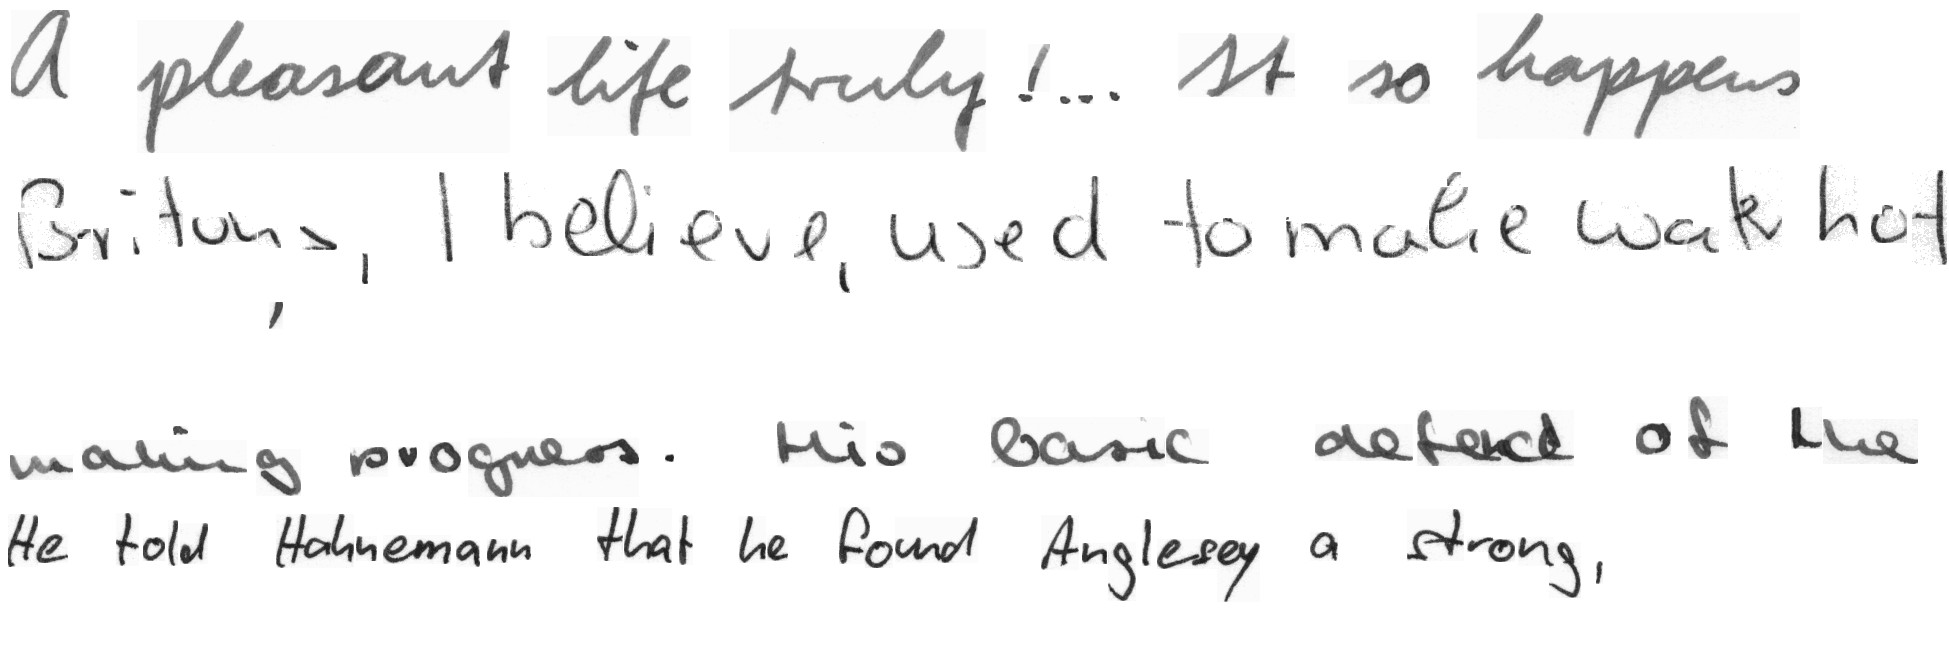 A pleasant life truly!... It so happens
Britons, I believe, used to make weak hot
making progress. His basic defence of the
He told Hahnemann that he found Anglesey a strong,